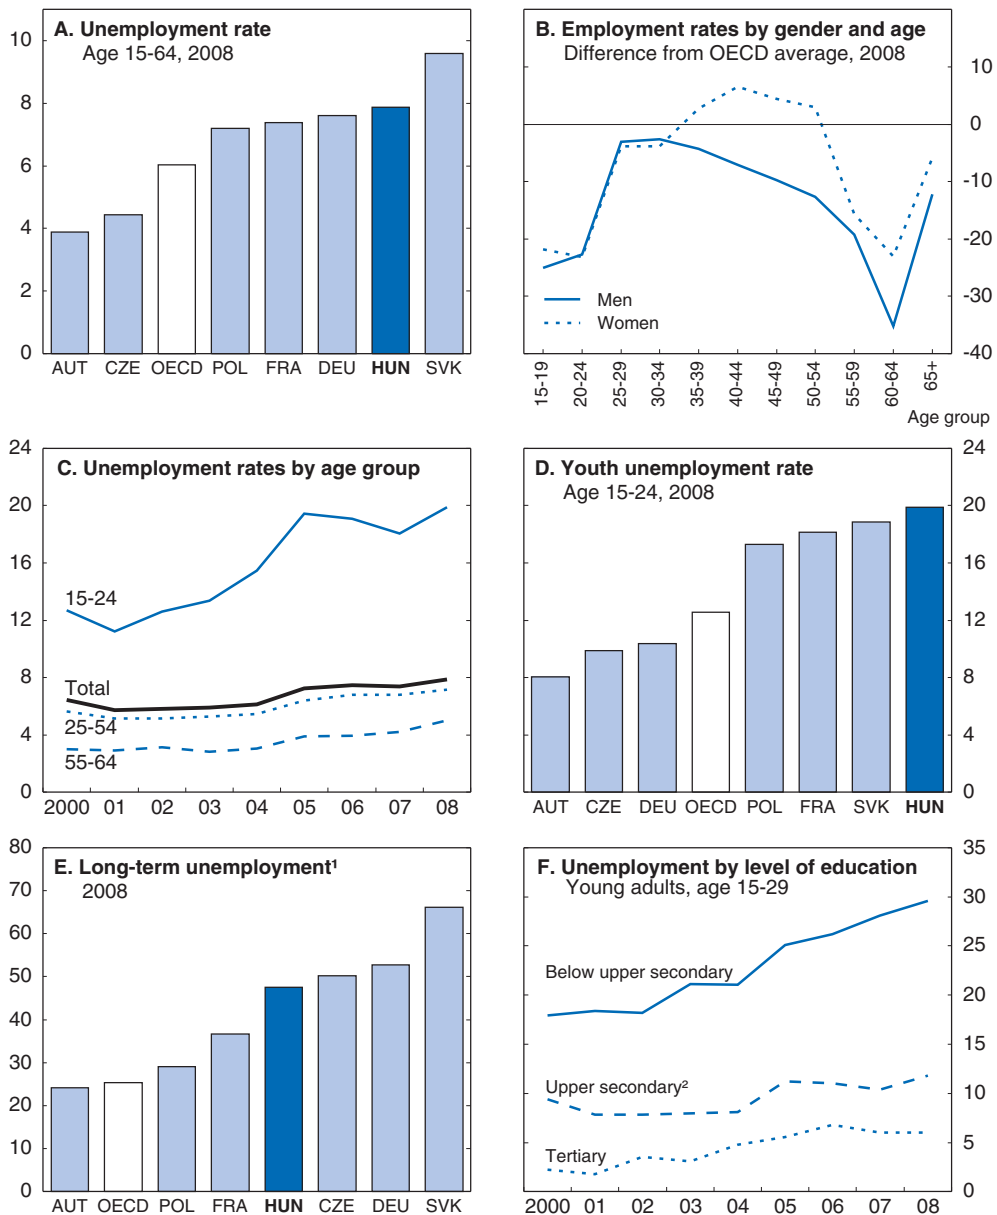 A. Unemployment rate
Age 15-64, 2008
10
8
6
4
2
0
AUT CZE OECD POL FRA DEU HUN SVK
B. Employment rates by gender and age
Difference from OECD average, 2008
10
0
-10
-20
-30
-40
Men
Women
15-19 20-24 25-29 30-34 35-39 40-44 45-49 50-54 55-59 60-64 65+
Age group
C. Unemployment rates by age group
24
20
16
12
8
4
0
15-24
Total
25-54
55-64
2000 01 02 03 04 05 06 07 08
D. Youth unemployment rate
Age 15-24, 2008
24
20
16
12
8
4
0
AUT CZE DEU OECD POL FRA SVK HUN
E. Long-term unemployment¹
2008
80
70
60
50
40
30
20
10
0
AUT OECD POL FRA HUN CZE DEU SVK
F. Unemployment by level of education
Young adults, age 15-29
35
30
25
20
15
10
5
0
Below upper secondary
Upper secondary²
Tertiary
2000 01 02 03 04 05 06 07 08